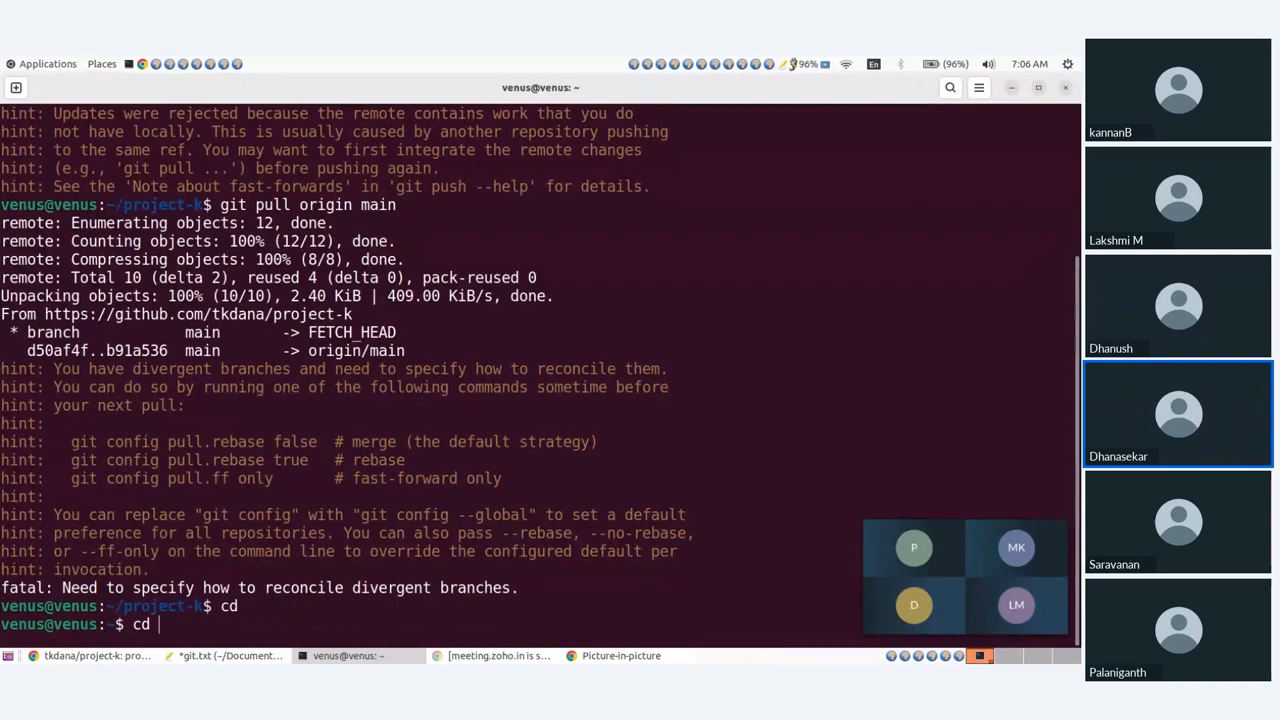 Applications Places
96% En (96%) 7:06 AM
venus@venus: ~
hint: Updates were rejected because the remote contains work that you do
hint: not have locally. This is usually caused by another repository pushing
hint: to the same ref. You may want to first integrate the remote changes
hint: (e.g., 'git pull ...') before pushing again.
hint: See the 'Note about fast-forwards' in 'git push --help' for details.
venus@venus:~/project-k$ git pull origin main
remote: Enumerating objects: 12, done.
remote: Counting objects: 100% (12/12), done.
remote: Compressing objects: 100% (8/8), done.
remote: Total 10 (delta 2), reused 4 (delta 0), pack-reused 0
Unpacking objects: 100% (10/10), 2.40 KiB | 409.00 KiB/s, done.
From https://github.com/tkdana/project-k
 * branch            main       -> FETCH_HEAD
   d50af4f..b91a536  main       -> origin/main
hint: You have divergent branches and need to specify how to reconcile them.
hint: You can do so by running one of the following commands sometime before
hint: your next pull:
hint:
hint:   git config pull.rebase false  # merge (the default strategy)
hint:   git config pull.rebase true   # rebase
hint:   git config pull.ff only       # fast-forward only
hint:
hint: You can replace "git config" with "git config --global" to set a default
hint: preference for all repositories. You can also pass --rebase, --no-rebase,
hint: or --ff-only on the command line to override the configured default per
hint: invocation.
fatal: Need to specify how to reconcile divergent branches.
venus@venus:~/project-k$ cd
venus@venus:~$ cd
P
MK
D
LM
tkdana/project-k: pro...
*git.txt (~/Document...
venus@venus: ~
[meeting.zoho.in is s...
Picture-in-picture
kannanB
Lakshmi M
Dhanush
Dhanasekar
Saravanan
Palaniganth